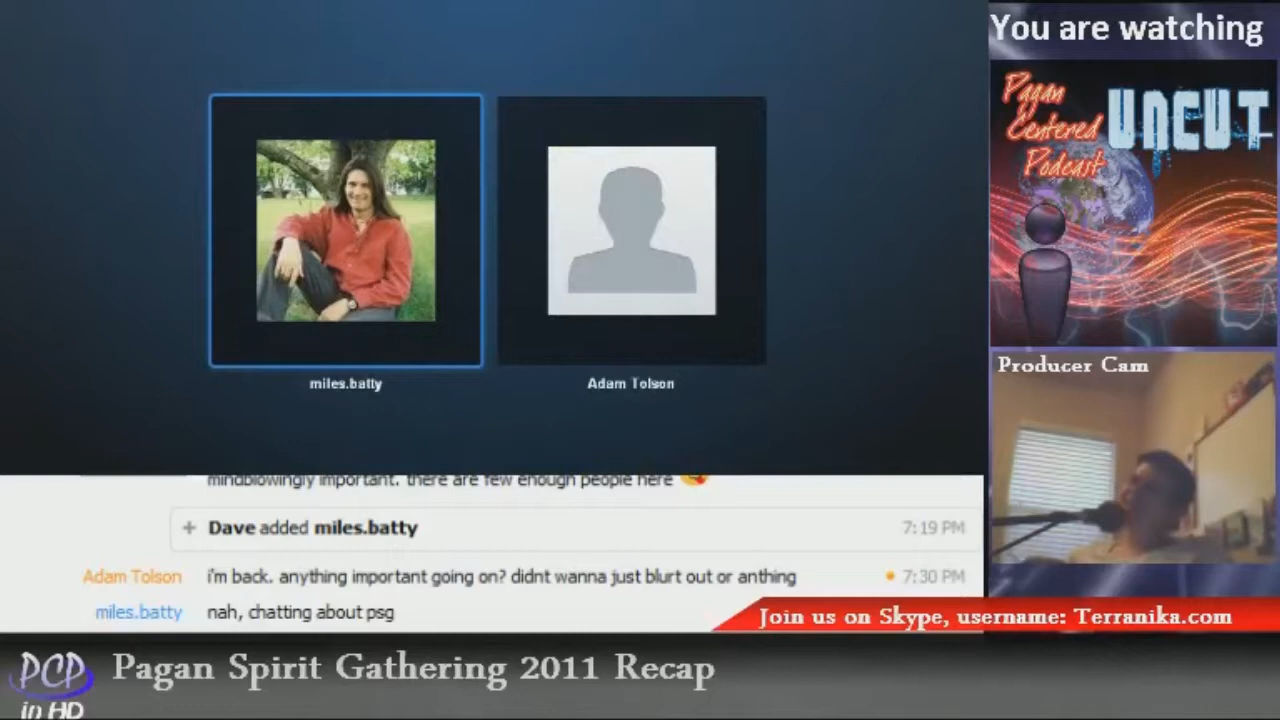 You are watching
Pagan
Centered
Podcast
UNCUT
Producer Cam
miles.batty
Adam Tolson
mindblowingly important. there are few enough people here
Dave added miles.batty 7:19 PM
Adam Tolson i'm back. anything important going on? didnt wanna just blurt out or anthing 7:30 PM
miles.batty nah, chatting about psg
Join us on Skype, username: Terranika.com
PCP
in HD
Pagan Spirit Gathering 2011 Recap